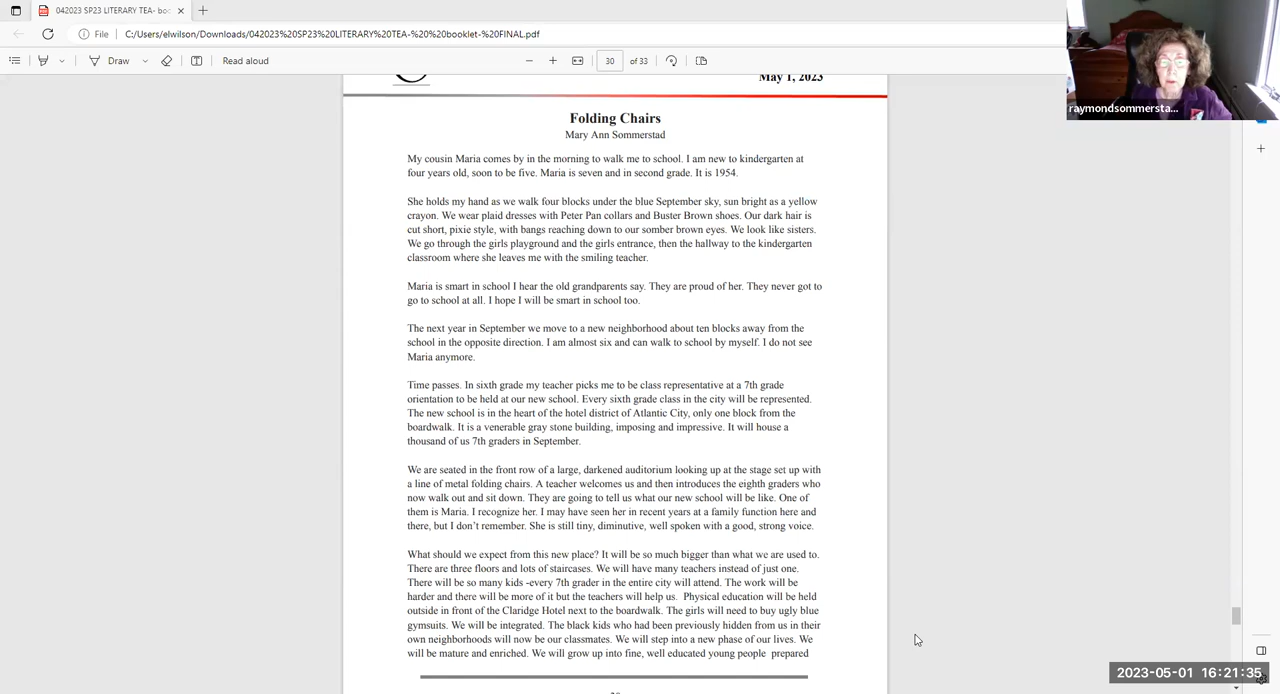 042023 SP23 LITERARY TEA- boo
File
C:/Users/elwilson/Downloads/042023%20SP23%20LITERARY%20TEA-%20%20booklet-%20FINAL.pdf
Draw
Read aloud
30
of 33
raymondsommersta...
May 1, 2023
Folding Chairs
Mary Ann Sommerstad
My cousin Maria comes by in the morning to walk me to school. I am new to kindergarten at
four years old, soon to be five. Maria is seven and in second grade. It is 1954.
She holds my hand as we walk four blocks under the blue September sky, sun bright as a yellow
crayon. We wear plaid dresses with Peter Pan collars and Buster Brown shoes. Our dark hair is
cut short, pixie style, with bangs reaching down to our somber brown eyes. We look like sisters.
We go through the girls playground and the girls entrance, then the hallway to the kindergarten
classroom where she leaves me with the smiling teacher.
Maria is smart in school I hear the old grandparents say. They are proud of her. They never got to
go to school at all. I hope I will be smart in school too.
The next year in September we move to a new neighborhood about ten blocks away from the
school in the opposite direction. I am almost six and can walk to school by myself. I do not see
Maria anymore.
Time passes. In sixth grade my teacher picks me to be class representative at a 7th grade
orientation to be held at our new school. Every sixth grade class in the city will be represented.
The new school is in the heart of the hotel district of Atlantic City, only one block from the
boardwalk. It is a venerable gray stone building, imposing and impressive. It will house a
thousand of us 7th graders in September.
We are seated in the front row of a large, darkened auditorium looking up at the stage set up with
a line of metal folding chairs. A teacher welcomes us and then introduces the eighth graders who
now walk out and sit down. They are going to tell us what our new school will be like. One of
them is Maria. I recognize her. I may have seen her in recent years at a family function here and
there, but I don't remember. She is still tiny, diminutive, well spoken with a good, strong voice.
What should we expect from this new place? It will be so much bigger than what we are used to.
There are three floors and lots of staircases. We will have many teachers instead of just one.
There will be so many kids -every 7th grader in the entire city will attend. The work will be
harder and there will be more of it but the teachers will help us.  Physical education will be held
outside in front of the Claridge Hotel next to the boardwalk. The girls will need to buy ugly blue
gymsuits. We will be integrated. The black kids who had been previously hidden from us in their
own neighborhoods will now be our classmates. We will step into a new phase of our lives. We
will be mature and enriched. We will grow up into fine, well educated young people  prepared
2023-05-01 16:21:35